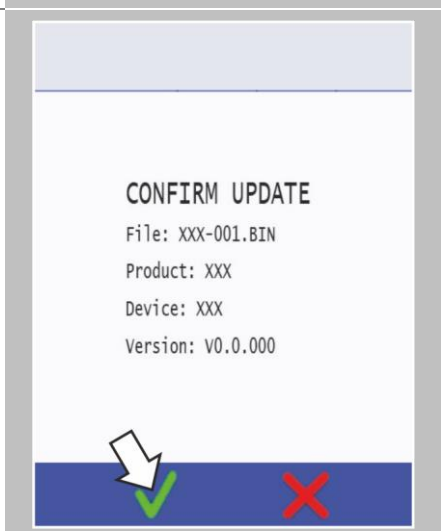 CONFIRM UPDATE
File: XXX-001.BIN
Product: XXX
Device: XXX
Version: V0.0.000